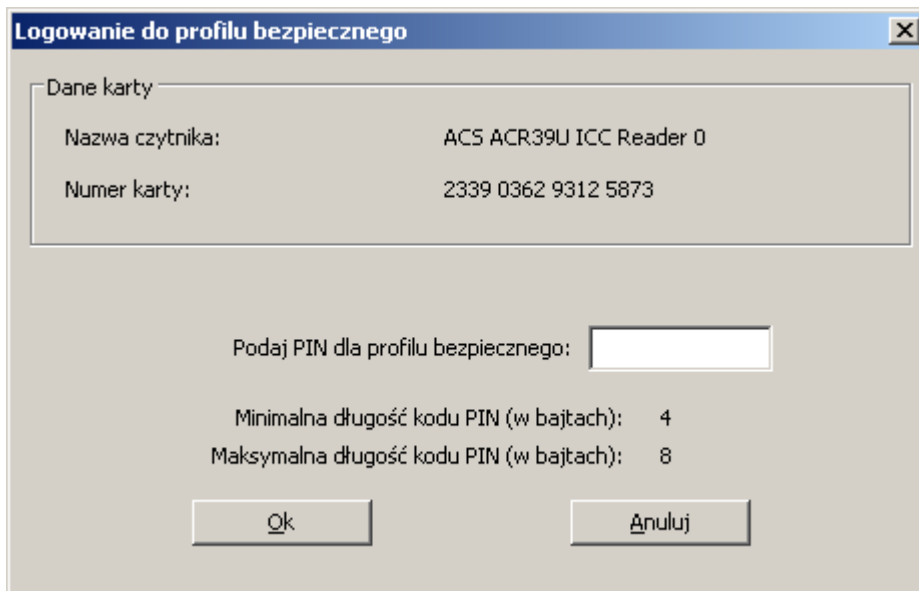 Logowanie do profilu bezpiecznego
Dane karty
Nazwa czytnika: ACS ACR39U ICC Reader 0
Numer karty: 2339 0362 9312 5873
Podaj PIN dla profilu bezpiecznego:
Minimalna długość kodu PIN (w bajtach): 4
Maksymalna długość kodu PIN (w bajtach): 8
Ok Anuluj